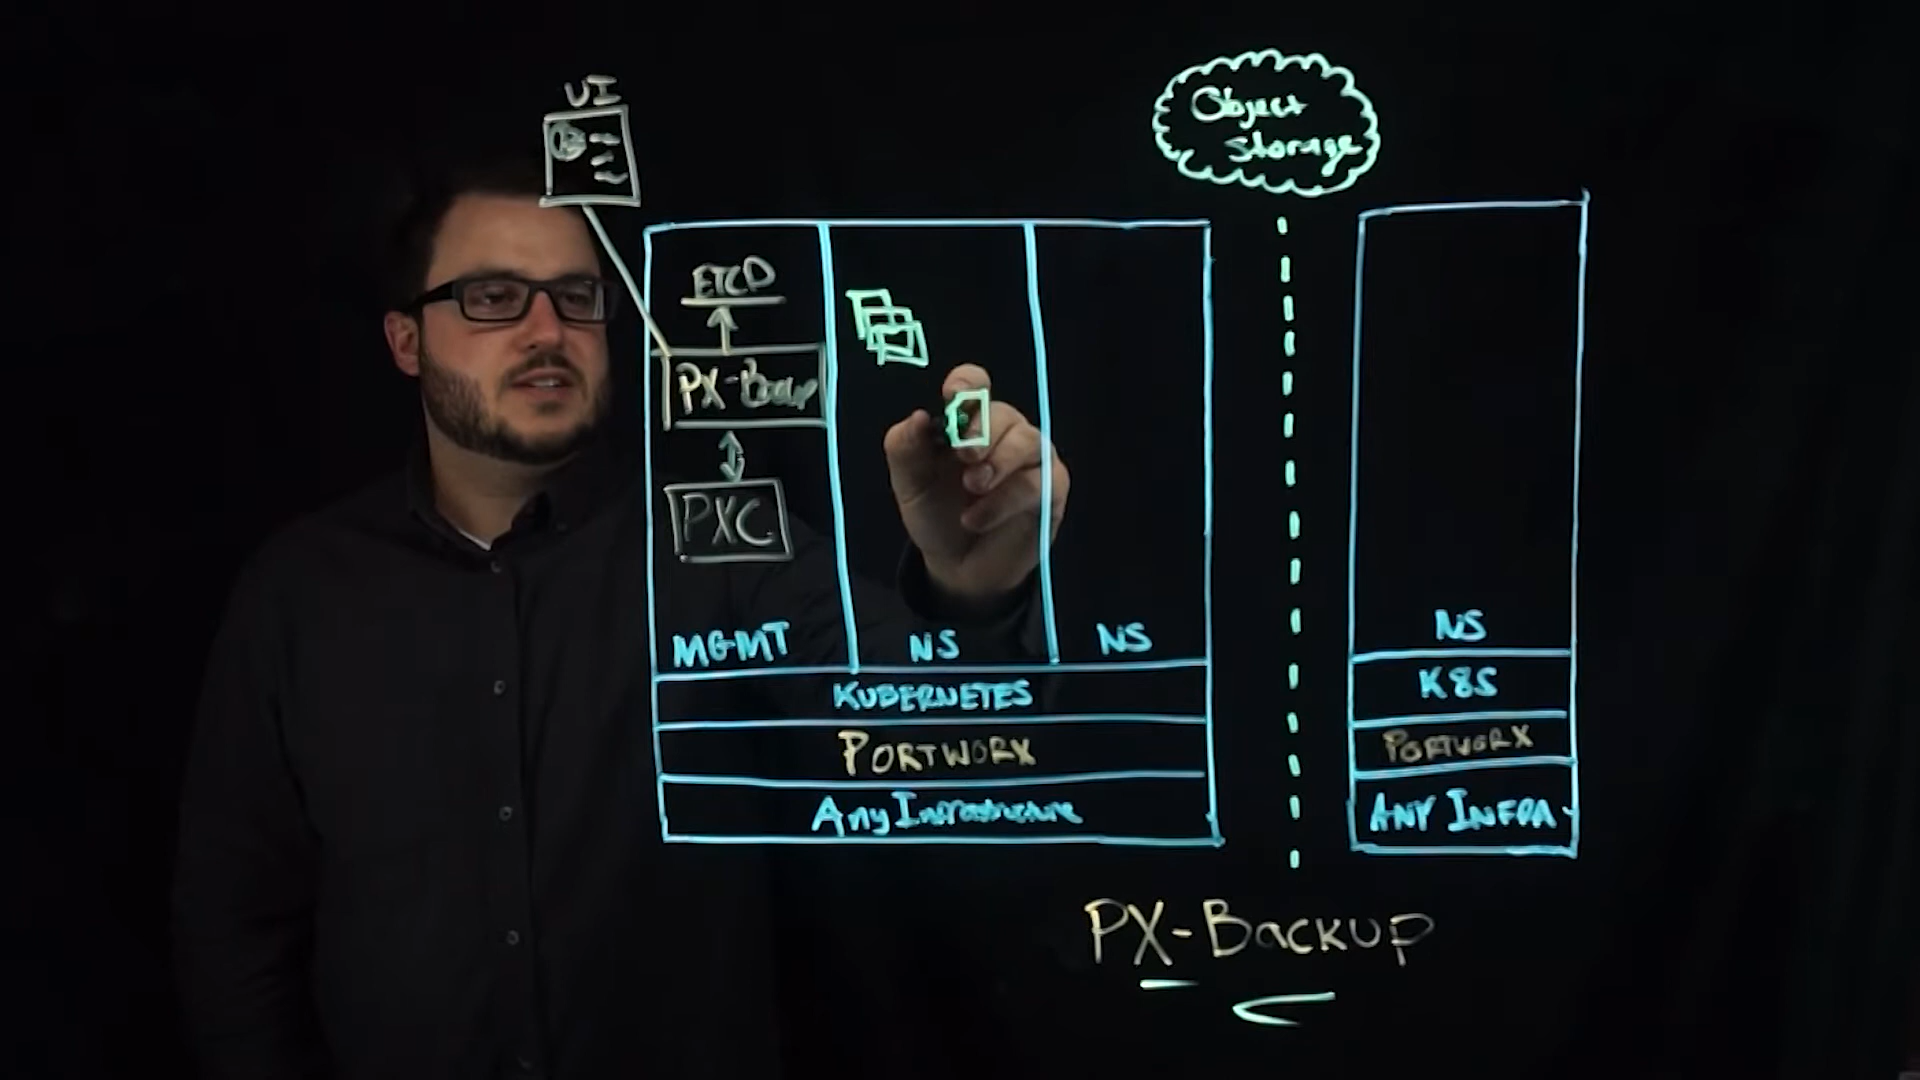 UI
Object
Storage
ETCD
PX-Backup
PXC
MGMT
NS
NS
NS
KUBERNETES
K8S
PORTWORX
PORTWORX
Any Infrastructure
ANY INFRA
PX-Backup